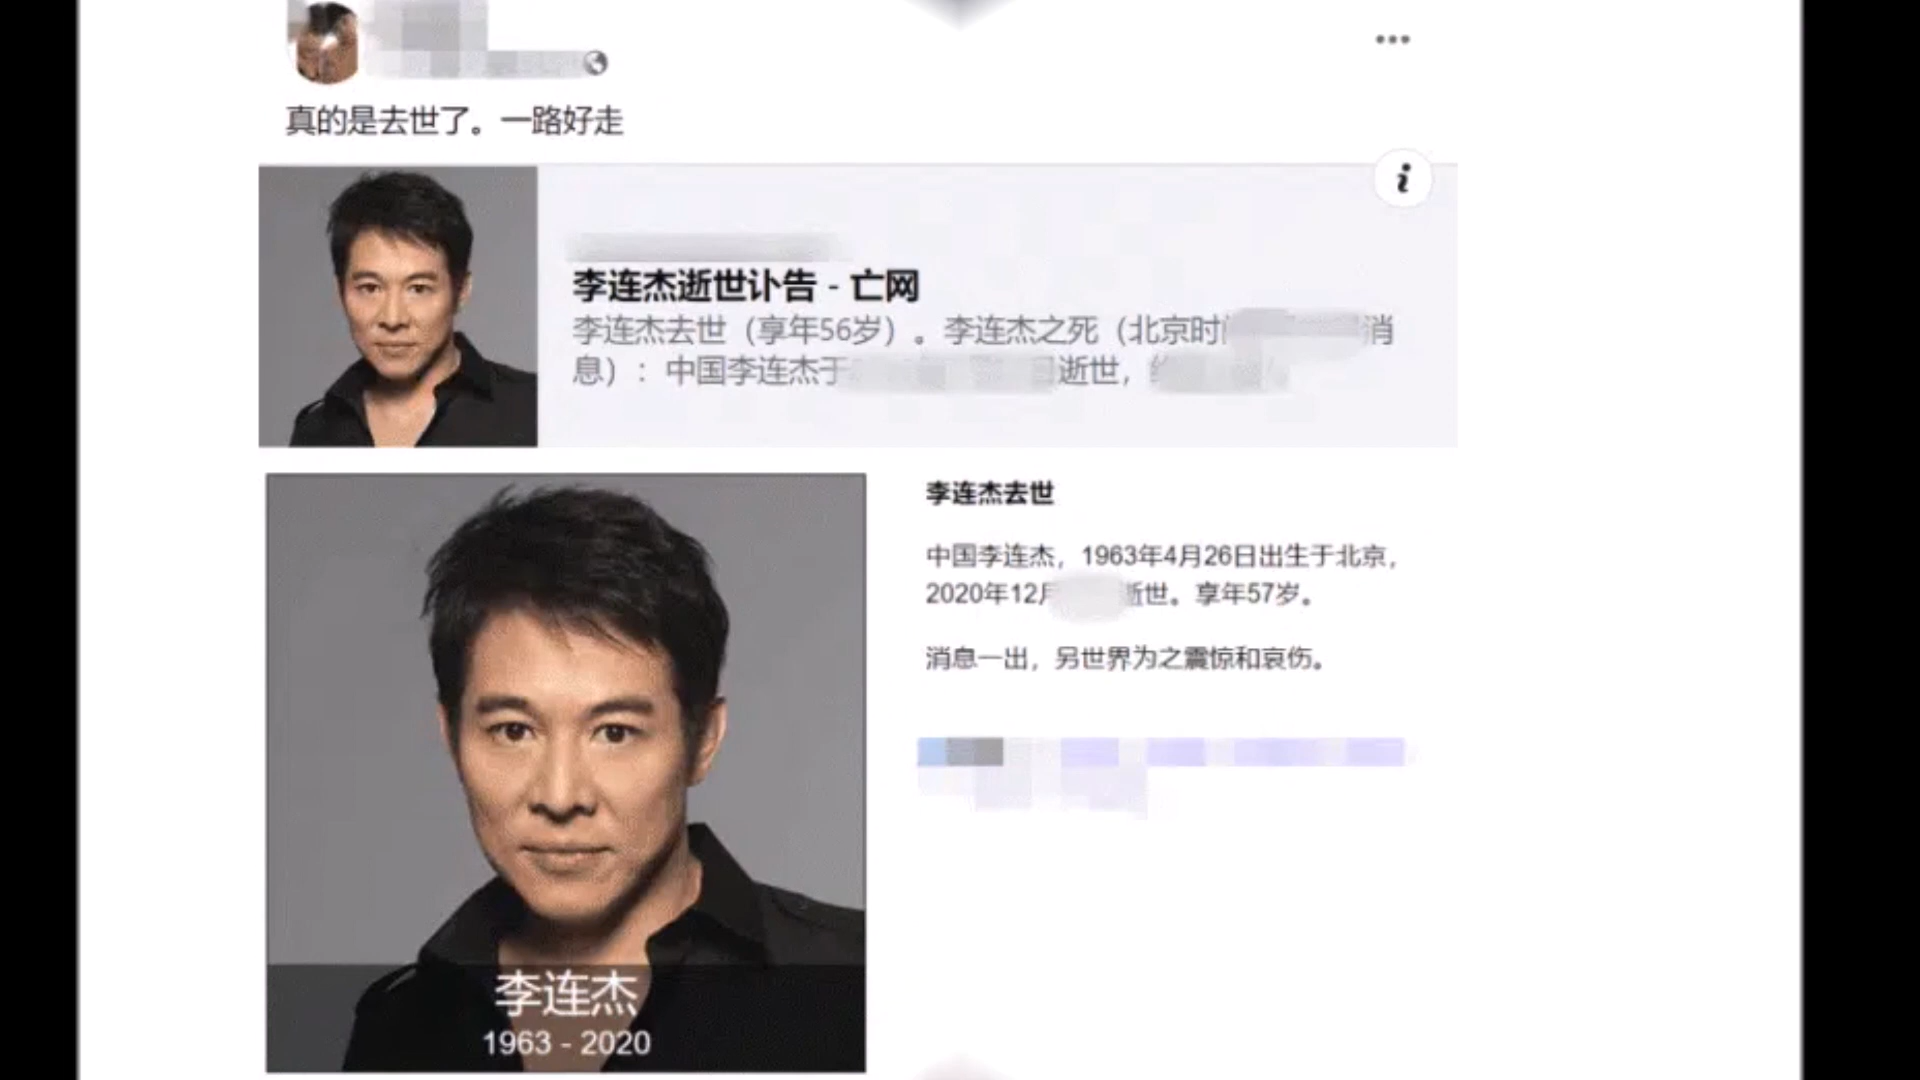 真的是去世了。一路好走
李连杰逝世讣告 - 亡网
李连杰去世（享年56岁）。李连杰之死（北京时 消
息）：中国李连杰于 逝世，
李连杰去世
中国李连杰，1963年4月26日出生于北京，
2020年12月 逝世。享年57岁。
消息一出，另世界为之震惊和哀伤。
李连杰
1963 - 2020